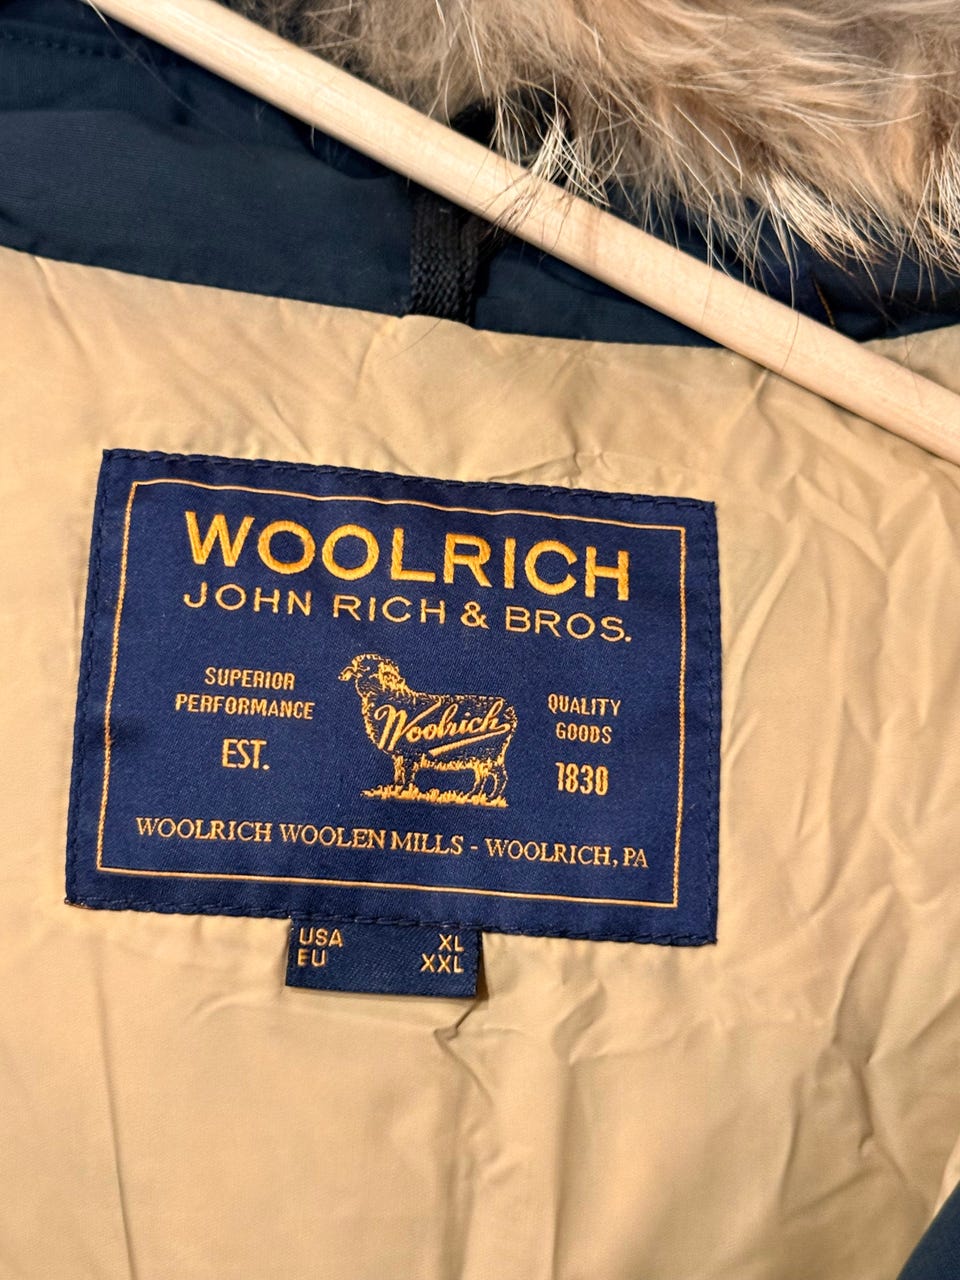 WOOLRICH
JOHN RICH & BROS.
SUPERIOR
PERFORMANCE
EST.
Woolrich
QUALITY
GOODS
1830
WOOLRICH WOOLEN MILLS - WOOLRICH, PA
USA XL
EU XXL